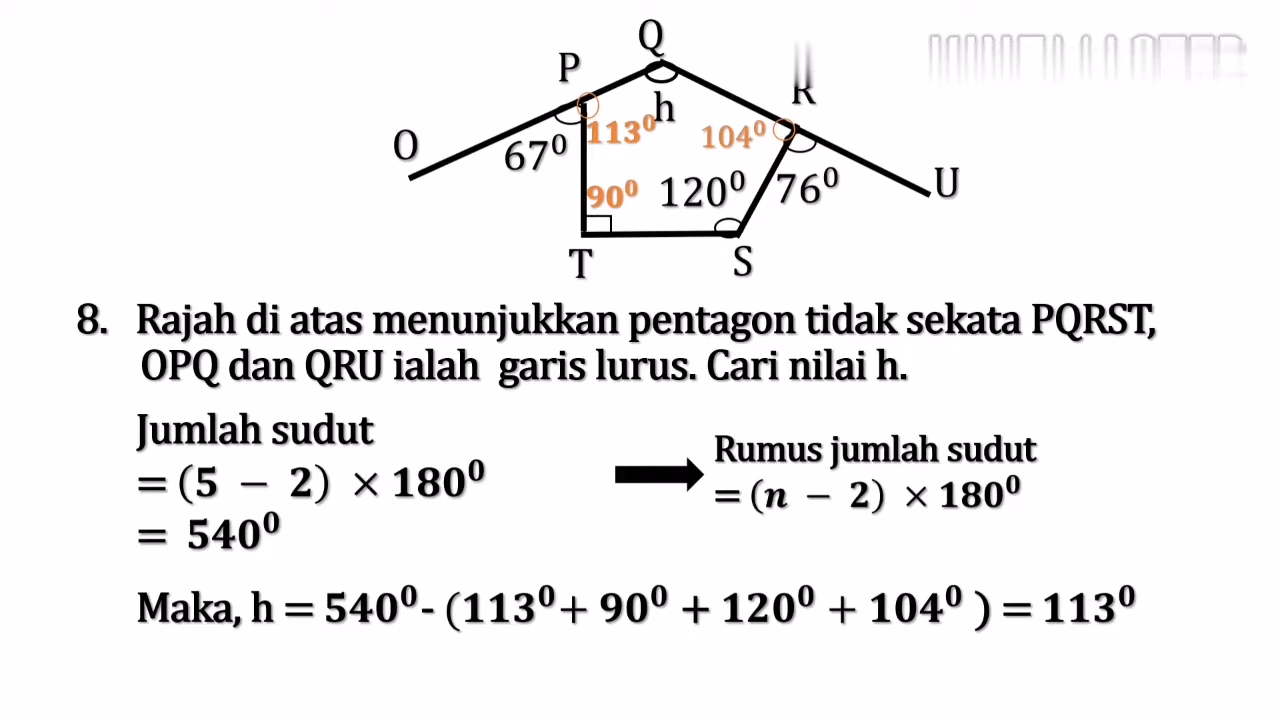 Q
P
R
h
O
113⁰
104⁰
67⁰
90⁰
120⁰
76⁰
U
T
S
8. Rajah di atas menunjukkan pentagon tidak sekata PQRST,
OPQ dan QRU ialah garis lurus. Cari nilai h.
Jumlah sudut
= (5 − 2) × 180⁰
= 540⁰
Rumus jumlah sudut
= (n − 2) × 180⁰
Maka, h = 540⁰- (113⁰+ 90⁰ + 120⁰ + 104⁰ ) = 113⁰